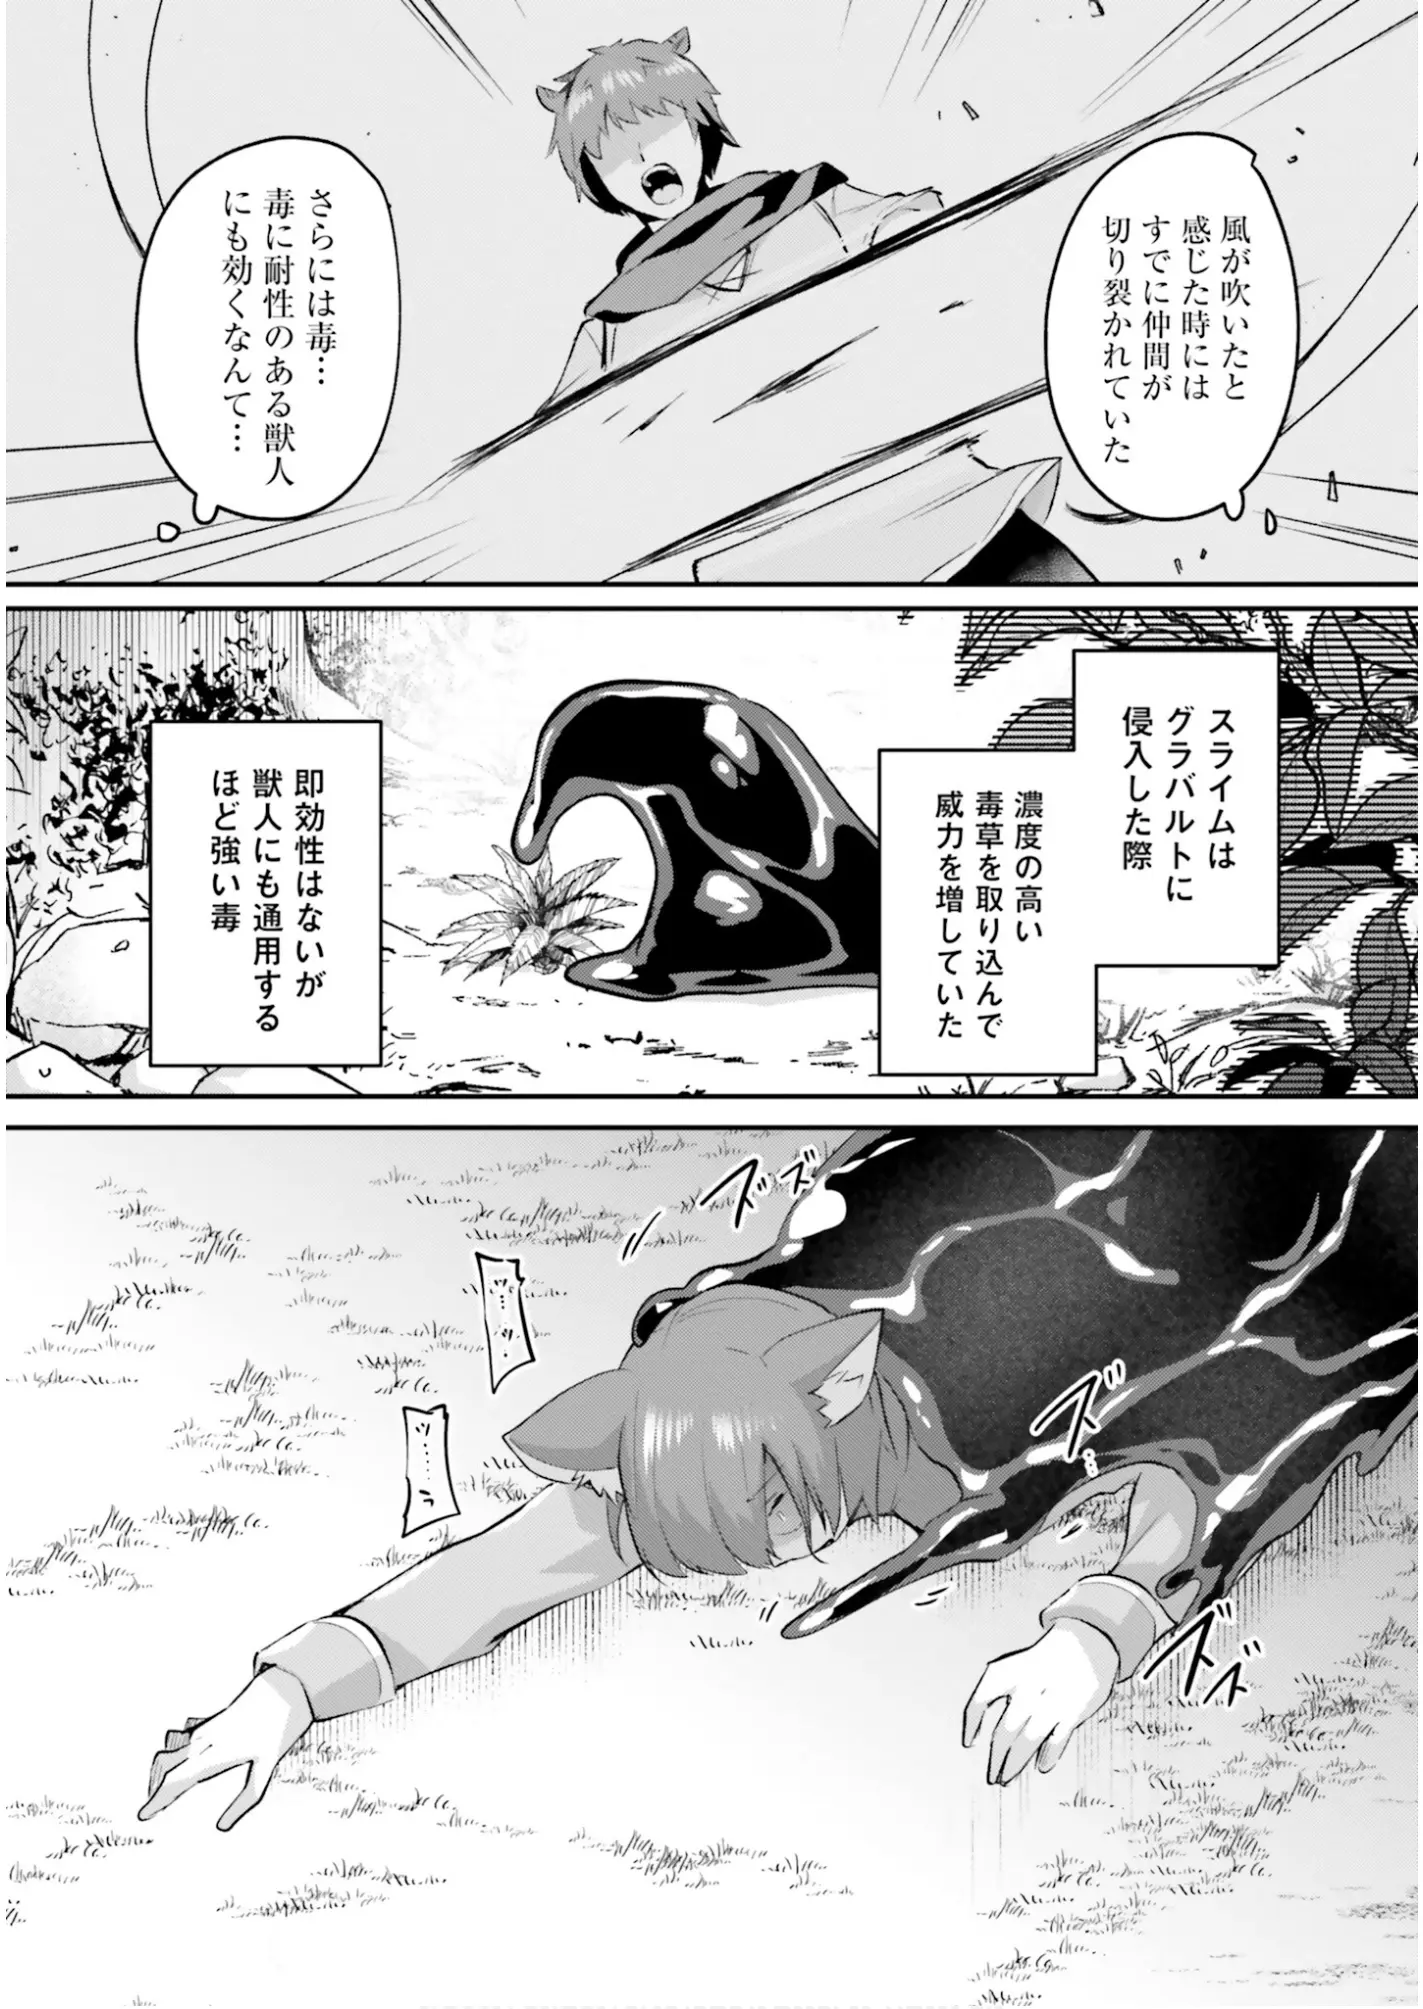 風が吹いたと
感じた時には
すでに仲間が
切り裂かれていた
さらには毒…
毒に耐性のある獣人
にも効くなんて…
スライムは
グラバルトに
侵入した際
濃度の高い
毒草を取り込んで
威力を増していた
即効性はないが
獣人にも通用する
ほど強い毒
ズズ
ッ…ッ…
ズズ…
ッ……う
ズズ